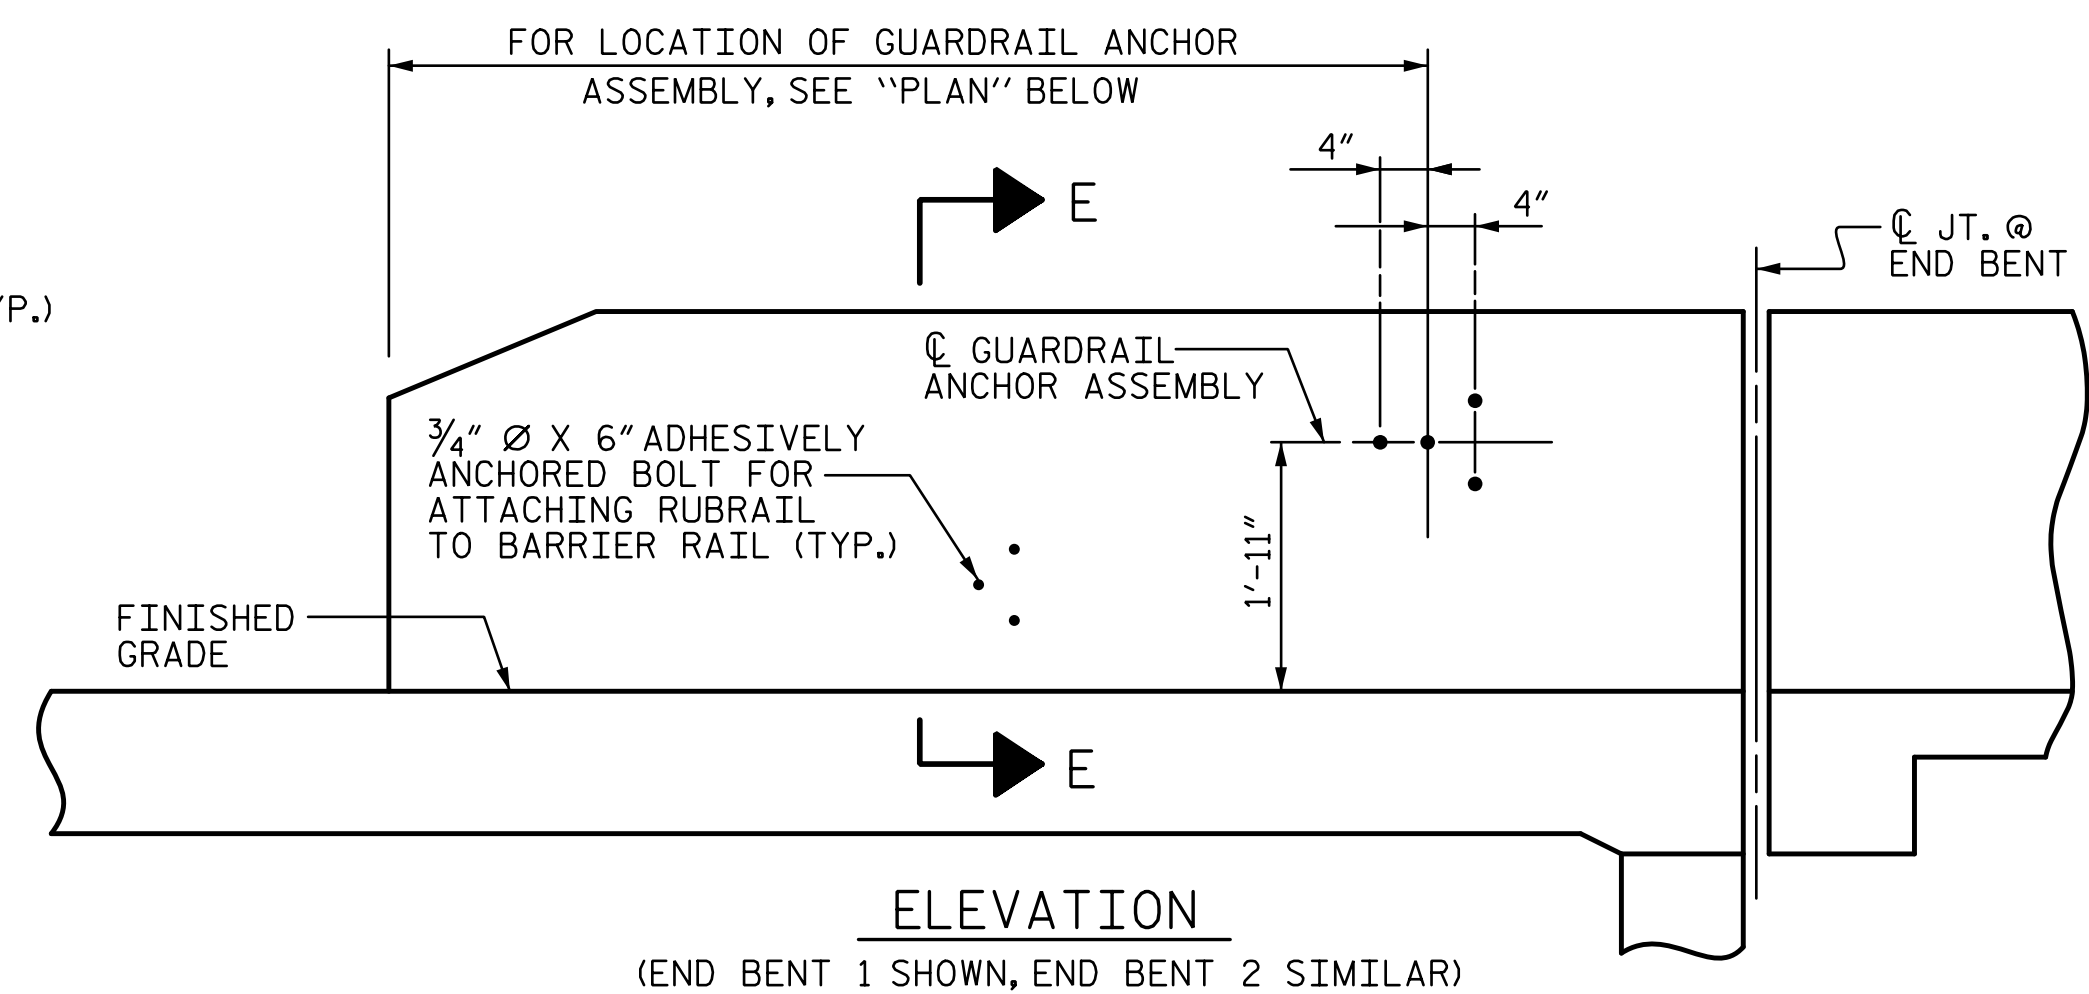 FOR LOCATION OF GUARDRAIL ANCHOR
ASSEMBLY, SEE "PLAN" BELOW
4"
E
4"
℄ JT. @
END BENT
YP.)
℄ GUARDRAIL
ANCHOR ASSEMBLY
3/4" Ø X 6" ADHESIVELY
ANCHORED BOLT FOR
ATTACHING RUBRAIL
TO BARRIER RAIL (TYP.)
1'-11"
FINISHED
GRADE
E
ELEVATION
(END BENT 1 SHOWN, END BENT 2 SIMILAR)